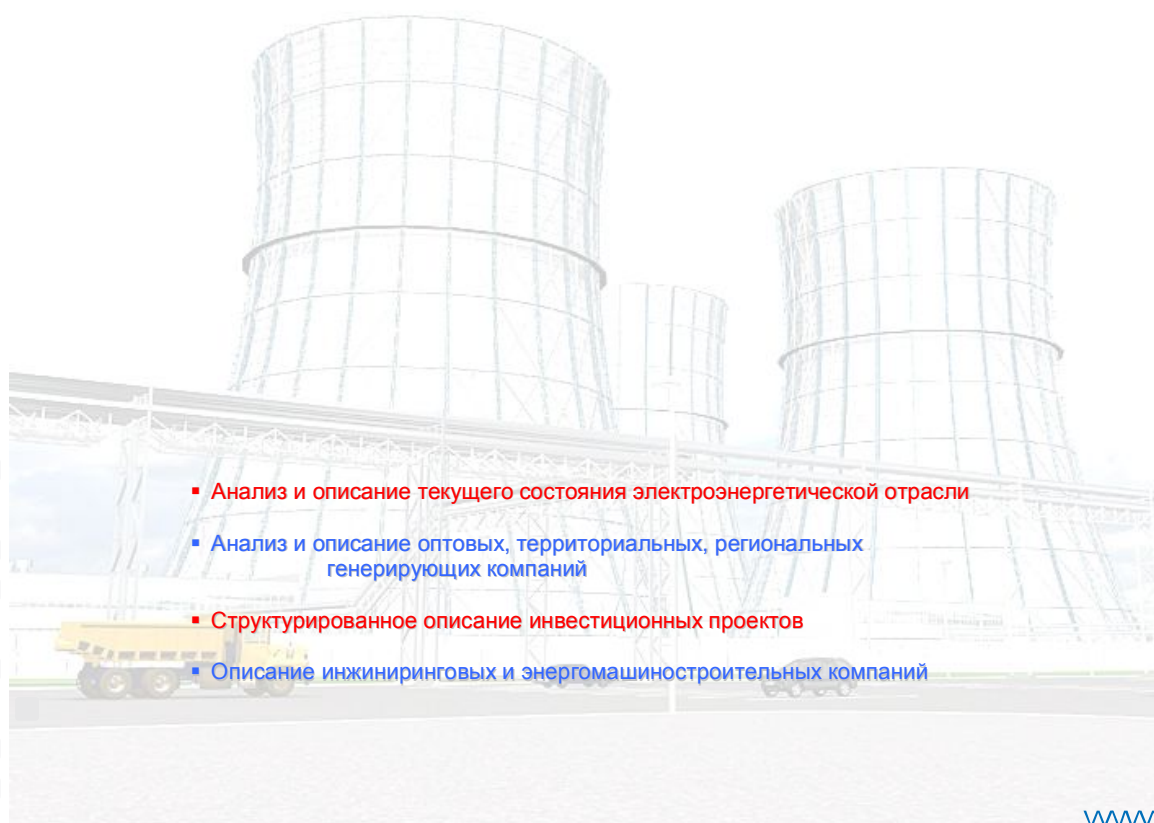 ▪ Анализ и описание текущего состояния электроэнергетической отрасли
▪ Анализ и описание оптовых, территориальных, региональных
генерирующих компаний
▪ Структурированное описание инвестиционных проектов
▪ Описание инжиниринговых и энергомашиностроительных компаний